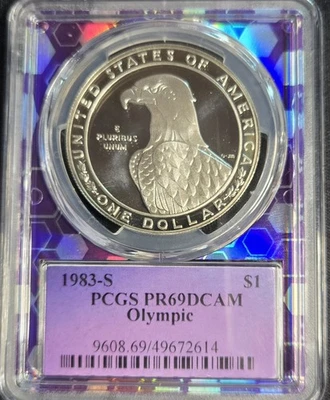 UNITED STATES OF AMERICA
E
PLURIBUS
UNUM
ONE DOLLAR
1983-S $1
PCGS PR69DCAM
Olympic
9608.69/49672614